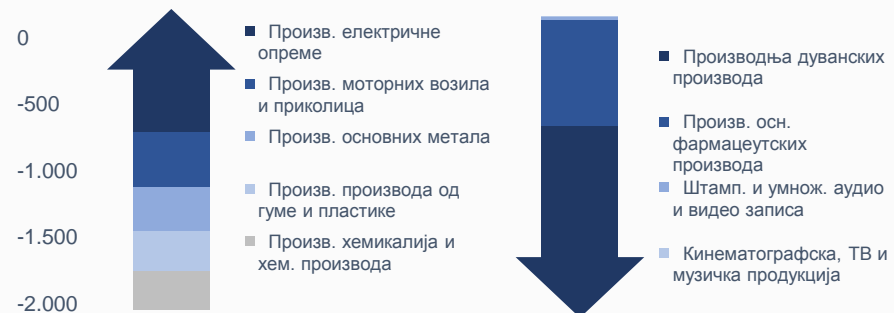 0
-500
-1.000
-1.500
-2.000
Произв. електричне
опреме
Произв. моторних возила
и приколица
Произв. основних метала
Произв. производа од
гуме и пластике
Произв. хемикалија и
хем. производа
Производња дуванских
производа
Произв. осн.
фармацеутских
производа
Штамп. и умнож. аудио
и видео записа
Кинематографска, ТВ и
музичка продукција